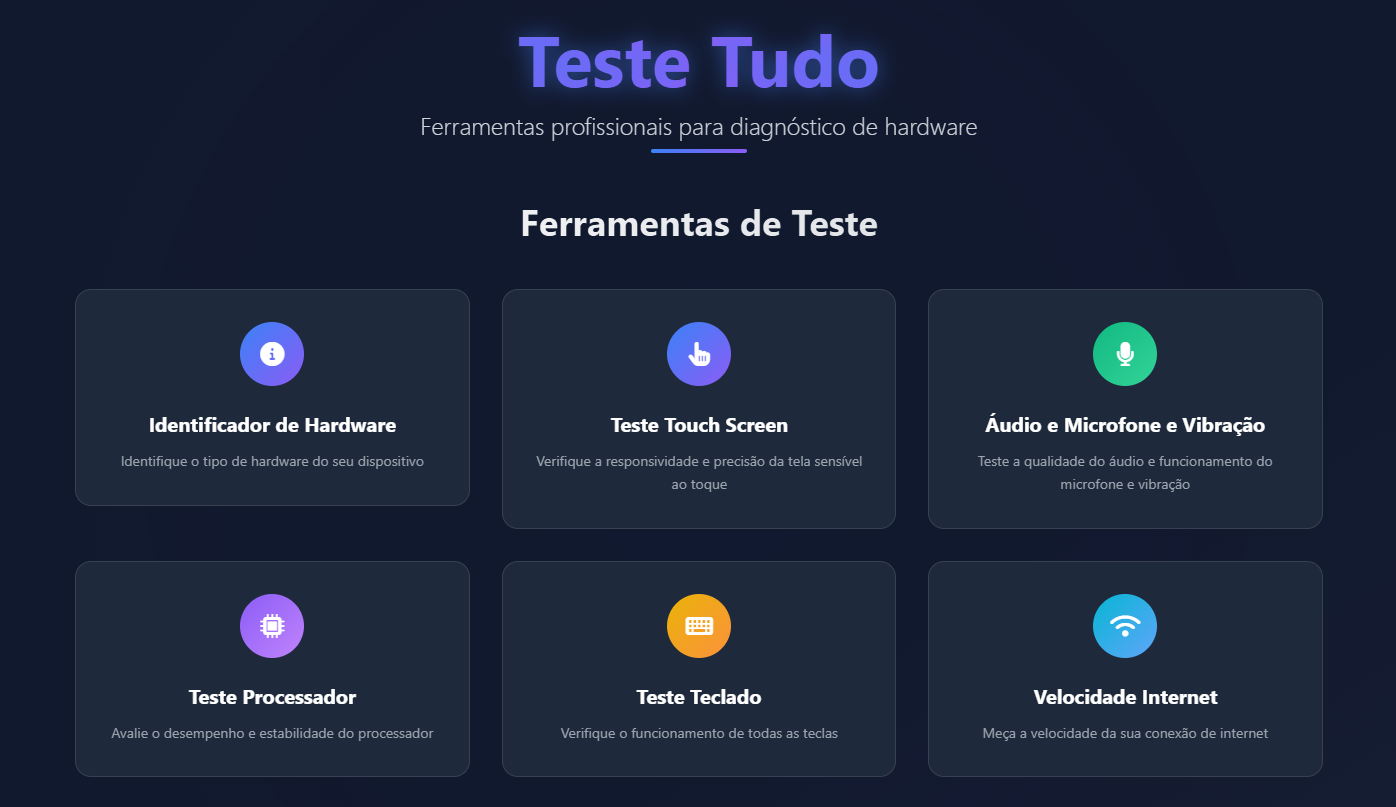 Teste Tudo
Ferramentas profissionais para diagnóstico de hardware
Ferramentas de Teste
Identificador de Hardware
Identifique o tipo de hardware do seu dispositivo
Teste Touch Screen
Verifique a responsividade e precisão da tela sensível
ao toque
Áudio e Microfone e Vibração
Teste a qualidade do áudio e funcionamento do
microfone e vibração
Teste Processador
Avalie o desempenho e estabilidade do processador
Teste Teclado
Verifique o funcionamento de todas as teclas
Velocidade Internet
Meça a velocidade da sua conexão de internet